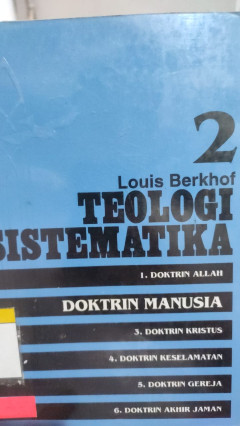 2
Louis Berkhof
TEOLOGI
SISTEMATIKA
1. DOKTRIN ALLAH
DOKTRIN MANUSIA
3. DOKTRIN KRISTUS
4. DOKTRIN KESELAMATAN
5. DOKTRIN GEREJA
6. DOKTRIN AKHIR JAMAN